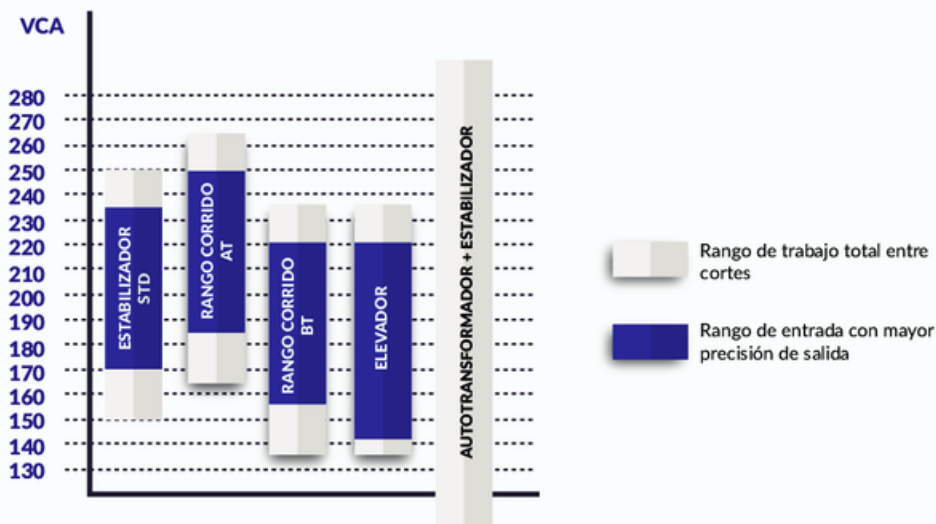 VCA
280
270
260
250
240
230
220
210
200
190
180
170
160
150
140
130
ESTABILIZADOR
STD
RANGO CORRIDO
AT
RANGO CORRIDO
BT
ELEVADOR
AUTOTRANSFORMADOR + ESTABILIZADOR
Rango de trabajo total entre
cortes
Rango de entrada con mayor
precisión de salida